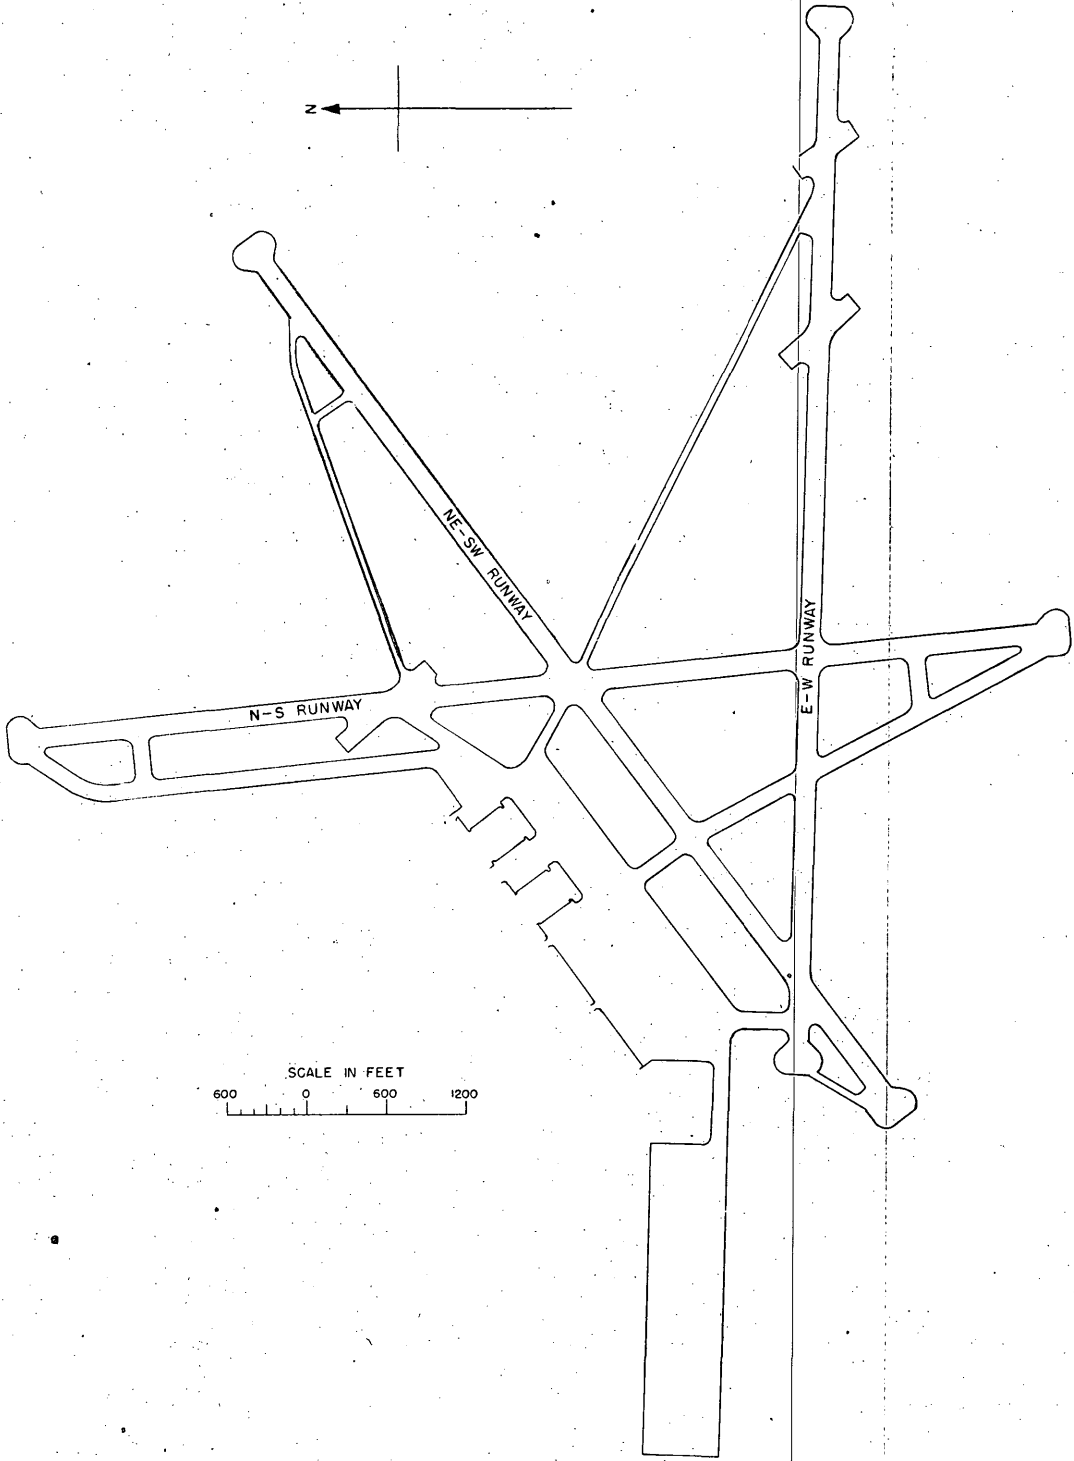 N
NE-SW RUNWAY
E-W RUNWAY
N-S RUNWAY
SCALE IN FEET
600 0 600 1200